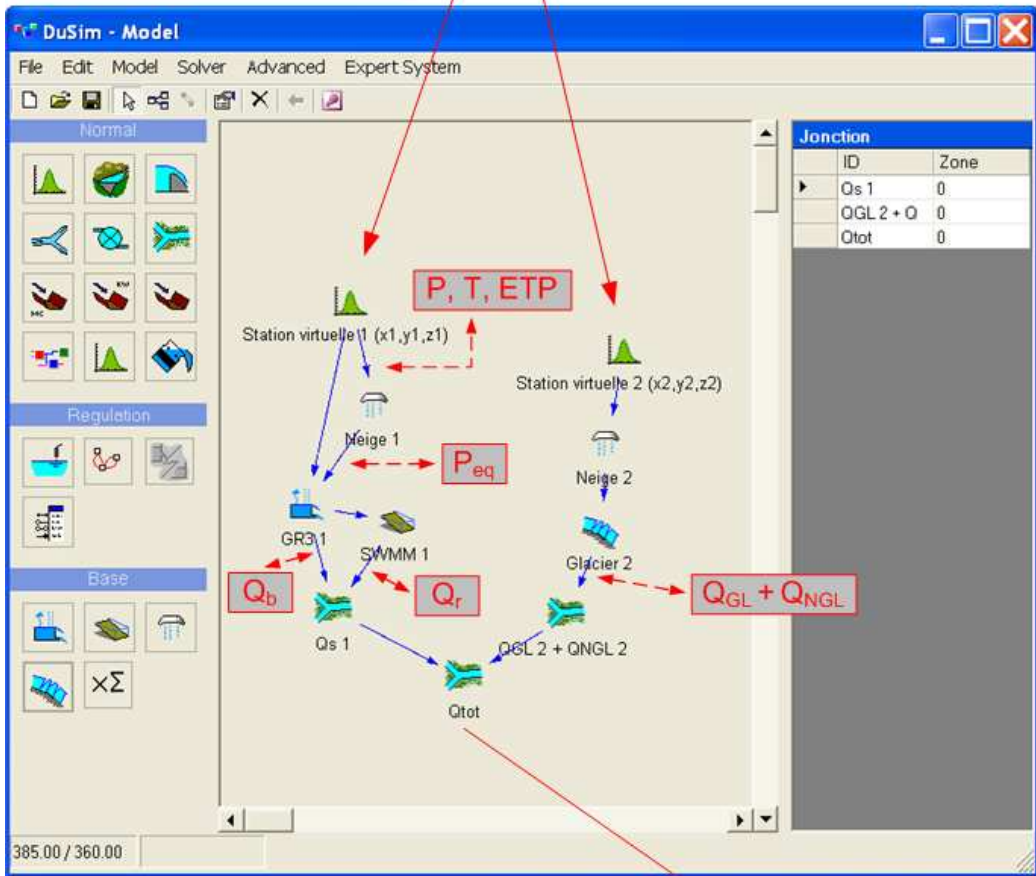 DuSim - Model
File Edit Model Solver Advanced Expert System
Normal
Regulation
Base
P, T, ETP
Station virtuelle 1 (x1,y1,z1)
Station virtuelle 2 (x2,y2,z2)
Neige 1
Peq
Neige 2
GR3 1
SWMM 1
Glacier 2
Qb
Qr
QGL + QNGL
Qs 1
QGL 2 + QNGL 2
Qtot
Jonction
ID Zone
Qs 1 0
QGL 2 + Q 0
Qtot 0
385.00 / 360.00